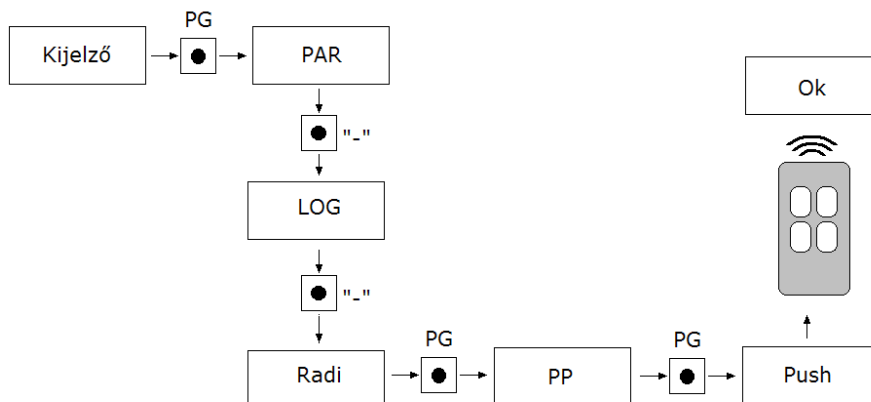 PG
Kijelző
PAR
Ok
"-"
LOG
"-"
PG
PG
Radi
PP
Push